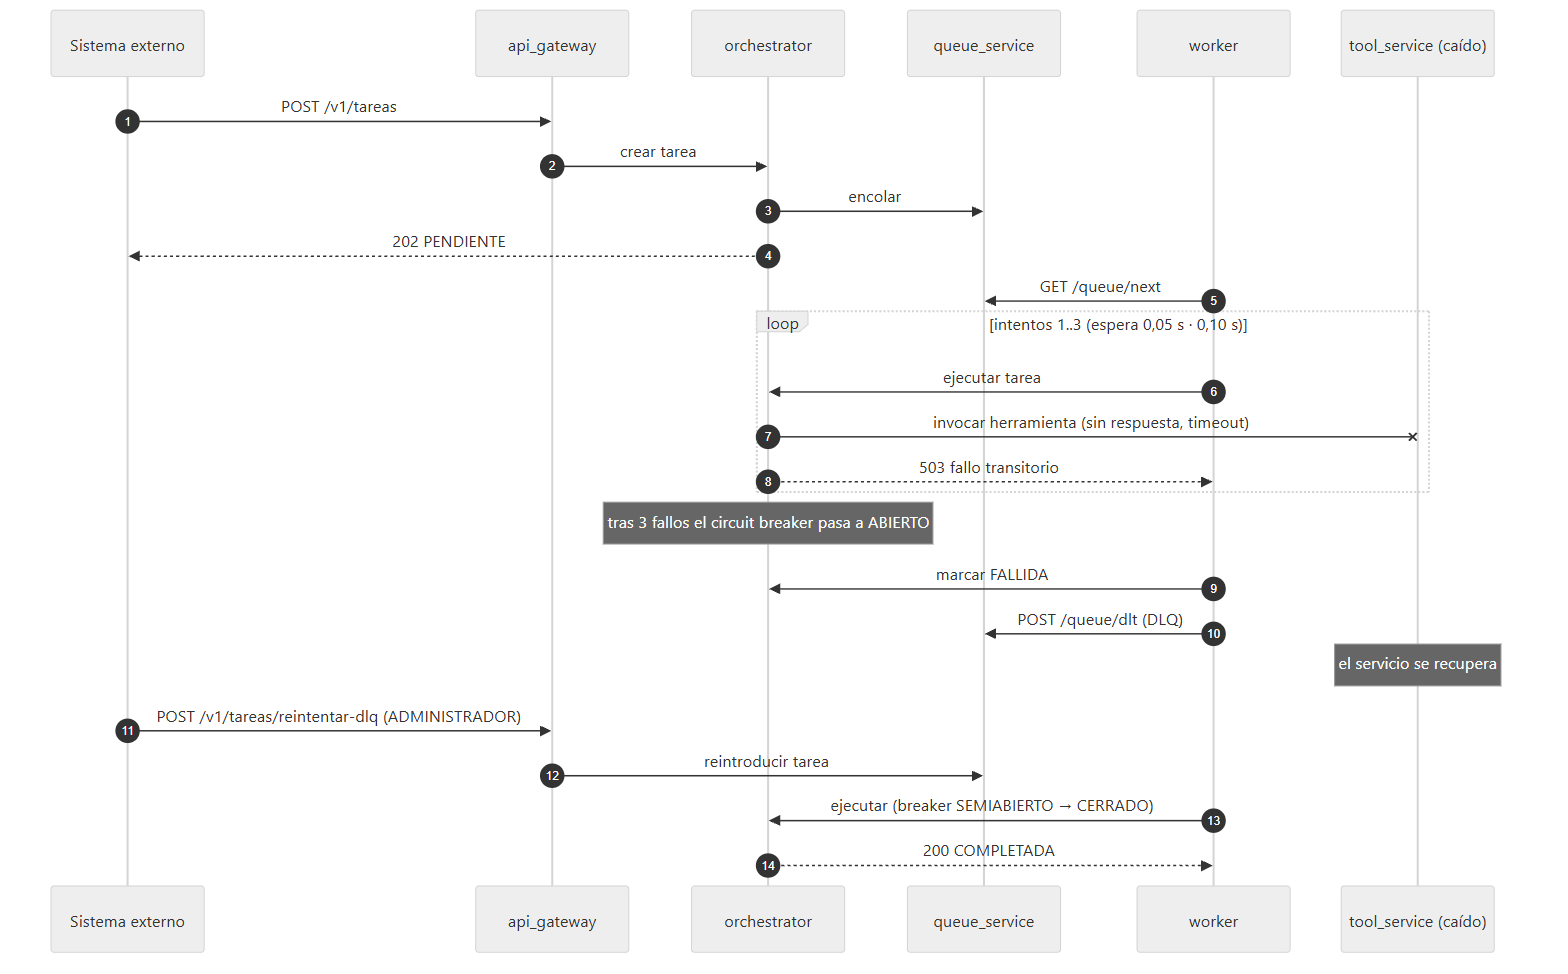 Sistema externo
api_gateway
orchestrator
queue_service
worker
tool_service (caído)
POST /v1/tareas
1
crear tarea
2
encolar
3
202 PENDIENTE
4
GET /queue/next
5
loop
[intentos 1..3 (espera 0,05 s · 0,10 s)]
ejecutar tarea
6
invocar herramienta (sin respuesta, timeout)
7
503 fallo transitorio
8
tras 3 fallos el circuit breaker pasa a ABIERTO
marcar FALLIDA
9
POST /queue/dlt (DLQ)
10
el servicio se recupera
POST /v1/tareas/reintentar-dlq (ADMINISTRADOR)
11
reintroducir tarea
12
ejecutar (breaker SEMIABIERTO → CERRADO)
13
200 COMPLETADA
14
Sistema externo
api_gateway
orchestrator
queue_service
worker
tool_service (caído)